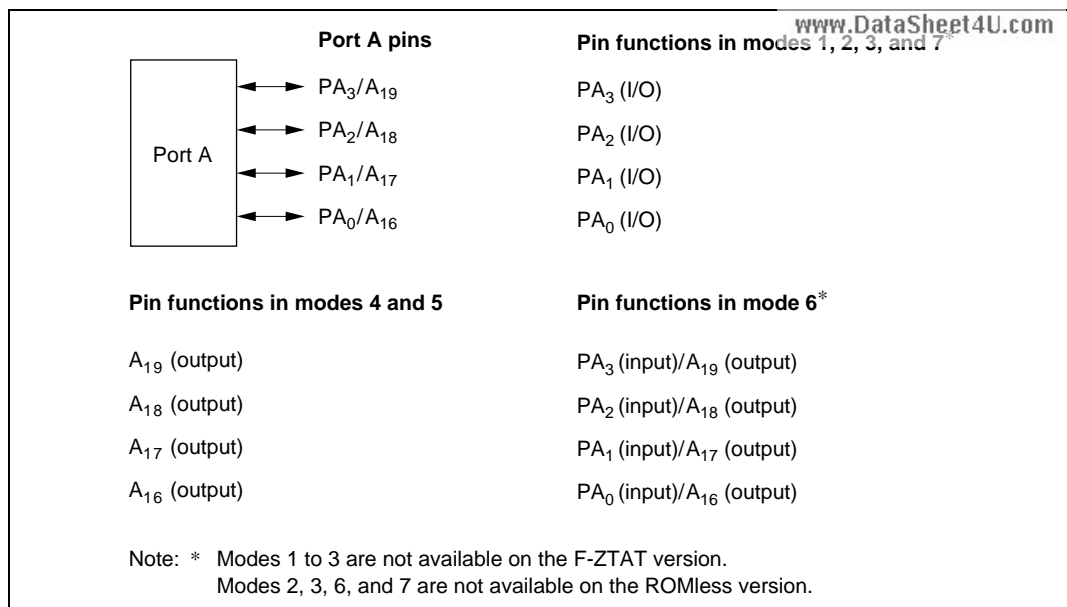 www.DataSheet4U.com
Port A pins
Pin functions in modes 1, 2, 3, and 7*
Port A
PA3/A19
PA3 (I/O)
PA2/A18
PA2 (I/O)
PA1/A17
PA1 (I/O)
PA0/A16
PA0 (I/O)
Pin functions in modes 4 and 5
A19 (output)
A18 (output)
A17 (output)
A16 (output)
Pin functions in mode 6*
PA3 (input)/A19 (output)
PA2 (input)/A18 (output)
PA1 (input)/A17 (output)
PA0 (input)/A16 (output)
Note: * Modes 1 to 3 are not available on the F-ZTAT version.
Modes 2, 3, 6, and 7 are not available on the ROMless version.